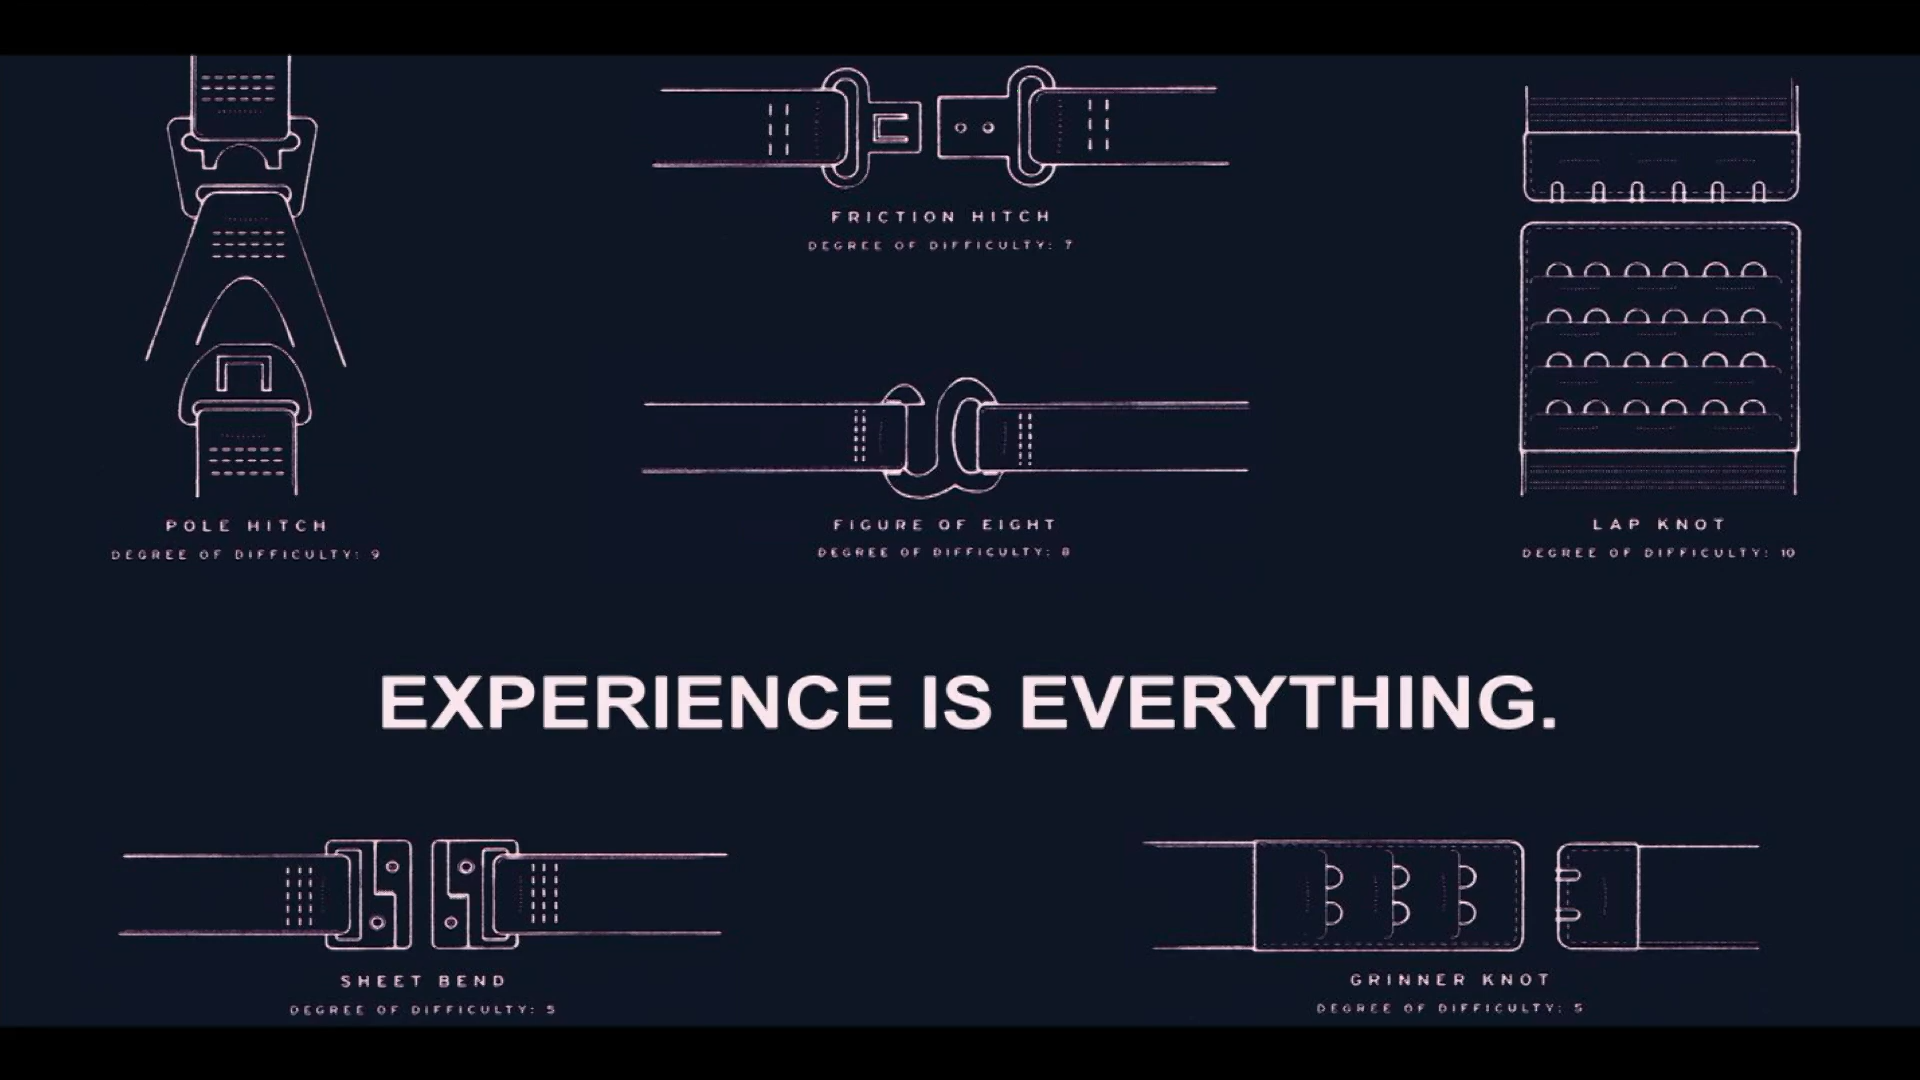 FRICTION HITCH
DEGREE OF DIFFICULTY: 7
POLE HITCH
DEGREE OF DIFFICULTY: 9
FIGURE OF EIGHT
DEGREE OF DIFFICULTY: 8
LAP KNOT
DEGREE OF DIFFICULTY: 10
EXPERIENCE IS EVERYTHING.
SHEET BEND
DEGREE OF DIFFICULTY: 5
GRINNER KNOT
DEGREE OF DIFFICULTY: 5